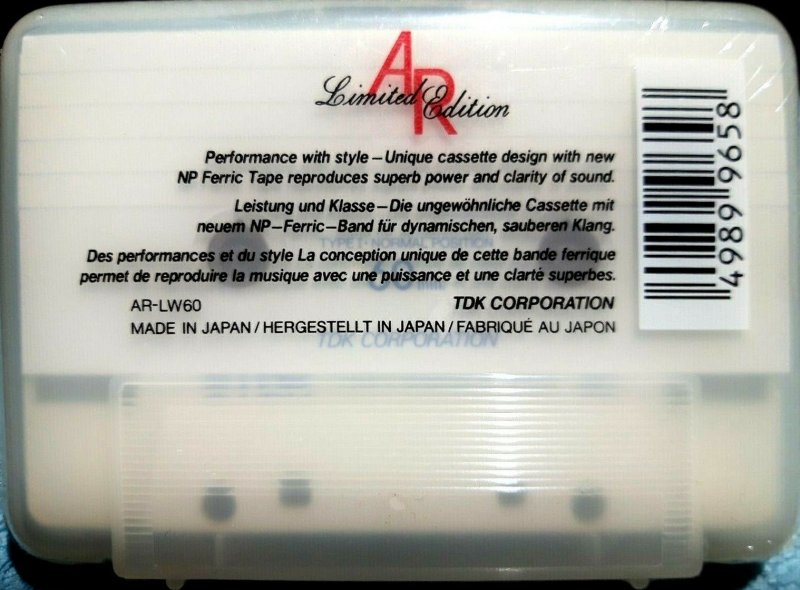 AR
Limited Edition
Performance with style – Unique cassette design with new
NP Ferric Tape reproduces superb power and clarity of sound.
Leistung und Klasse – Die ungewöhnliche Cassette mit
neuem NP–Ferric–Band für dynamischen, sauberen Klang.
TYPE I · NORMAL POSITION
Des performances et du style La conception unique de cette bande ferrique
permet de reproduire la musique avec une puissance et une clarté superbes.
60
AR-LW60 TDK CORPORATION
MADE IN JAPAN / HERGESTELLT IN JAPAN / FABRIQUÉ AU JAPON
TDK CORPORATION
4989 9658